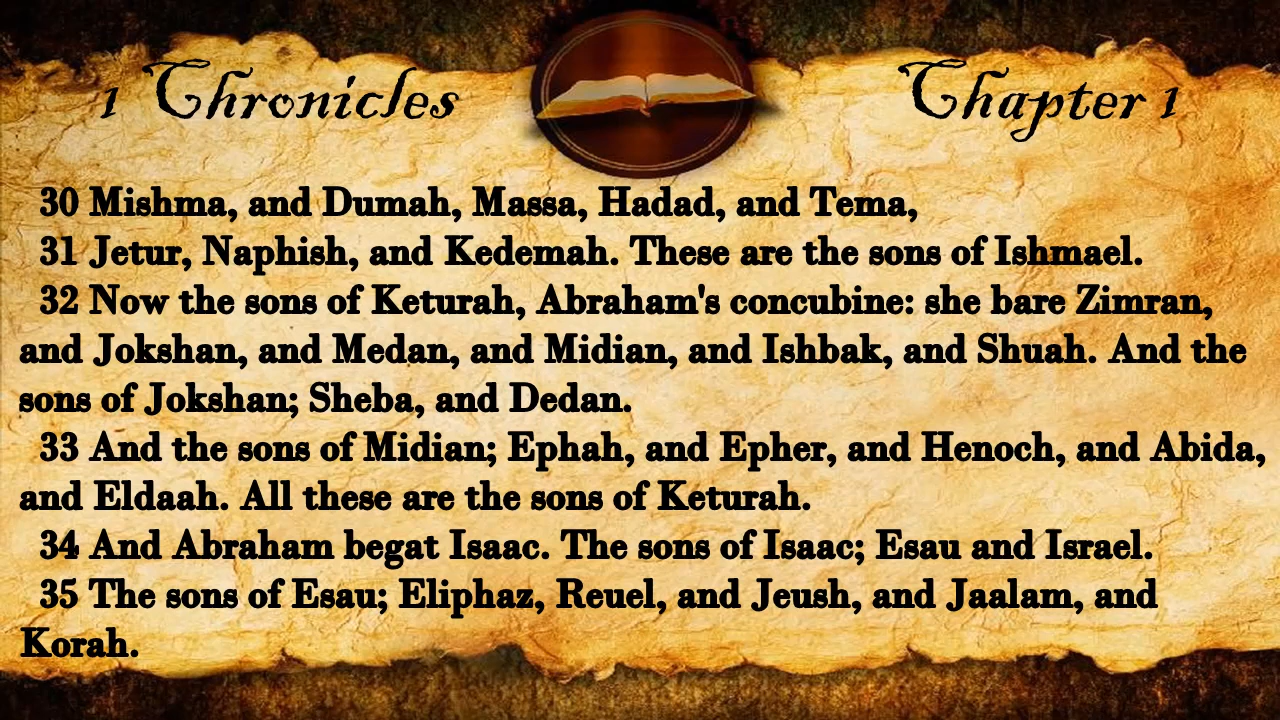 1 Chronicles
Chapter 1
30 Mishma, and Dumah, Massa, Hadad, and Tema,
31 Jetur, Naphish, and Kedemah. These are the sons of Ishmael.
32 Now the sons of Keturah, Abraham's concubine: she bare Zimran,
and Jokshan, and Medan, and Midian, and Ishbak, and Shuah. And the
sons of Jokshan; Sheba, and Dedan.
33 And the sons of Midian; Ephah, and Epher, and Henoch, and Abida,
and Eldaah. All these are the sons of Keturah.
34 And Abraham begat Isaac. The sons of Isaac; Esau and Israel.
35 The sons of Esau; Eliphaz, Reuel, and Jeush, and Jaalam, and
Korah.